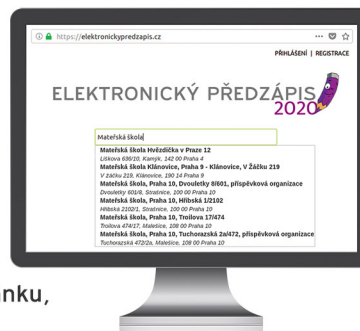 https://elektronickypredzapis.cz
PŘIHLÁŠENÍ | REGISTRACE
ELEKTRONICKÝ PŘEDZÁPIS
2020
Mateřská škola
Mateřská škola Hvězdička v Praze 12
Liškova 636/10, Kamýk, 142 00 Praha 4
Mateřská škola Klánovice, Praha 9 - Klánovice, V Žáčku 219
V žáčku 219, Klánovice, 190 14 Praha 9
Mateřská škola, Praha 10, Dvouletky 8/601, příspěvková organizace
Dvouletky 601/8, Strašnice, 100 00 Praha 10
Mateřská škola, Praha 10, Hřibská 1/2102
Hřibská 2102/1, Strašnice, 100 00 Praha 10
Mateřská škola, Praha 10, Troilova 17/474
Troilova 474/17, Malešice, 108 00 Praha 10
Mateřská škola, Praha 10, Tuchorazská 2a/472, příspěvková organizace
Tuchorazská 472/2a, Malešice, 108 00 Praha 10
nku,